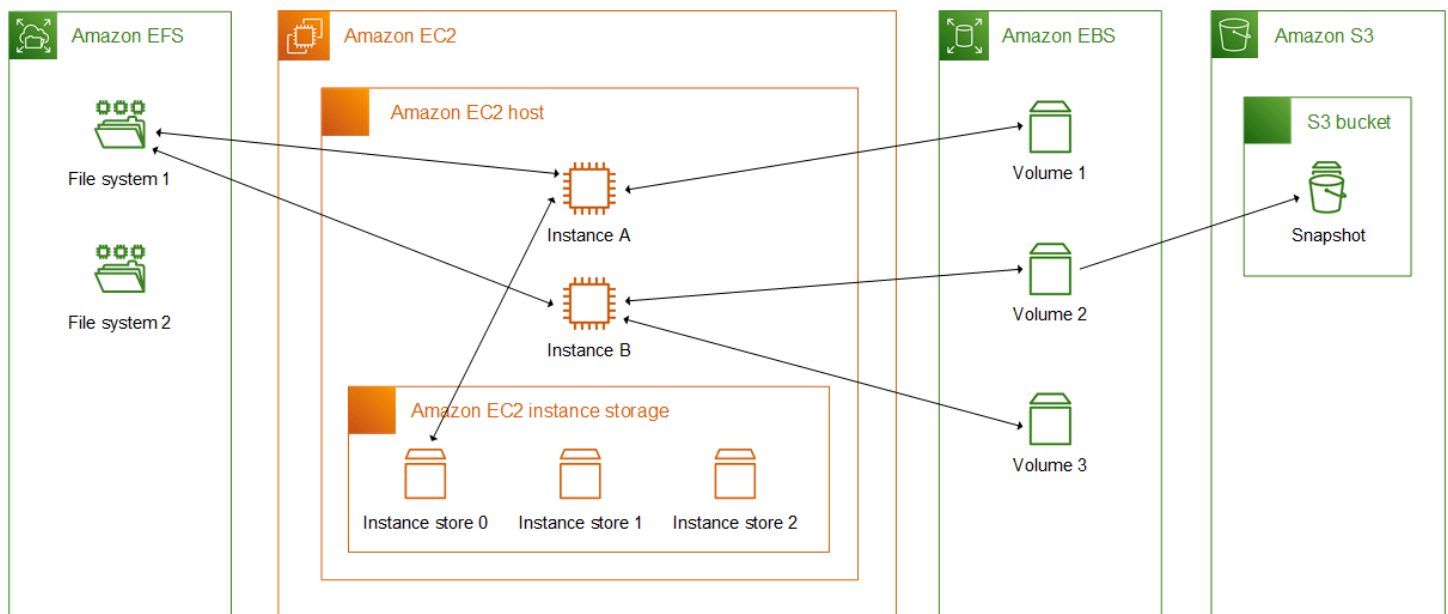 Amazon EFS
File system 1
File system 2
Amazon EC2
Amazon EC2 host
Instance A
Instance B
Amazon EC2 instance storage
Instance store 0
Instance store 1
Instance store 2
Amazon EBS
Volume 1
Volume 2
Volume 3
Amazon S3
S3 bucket
Snapshot